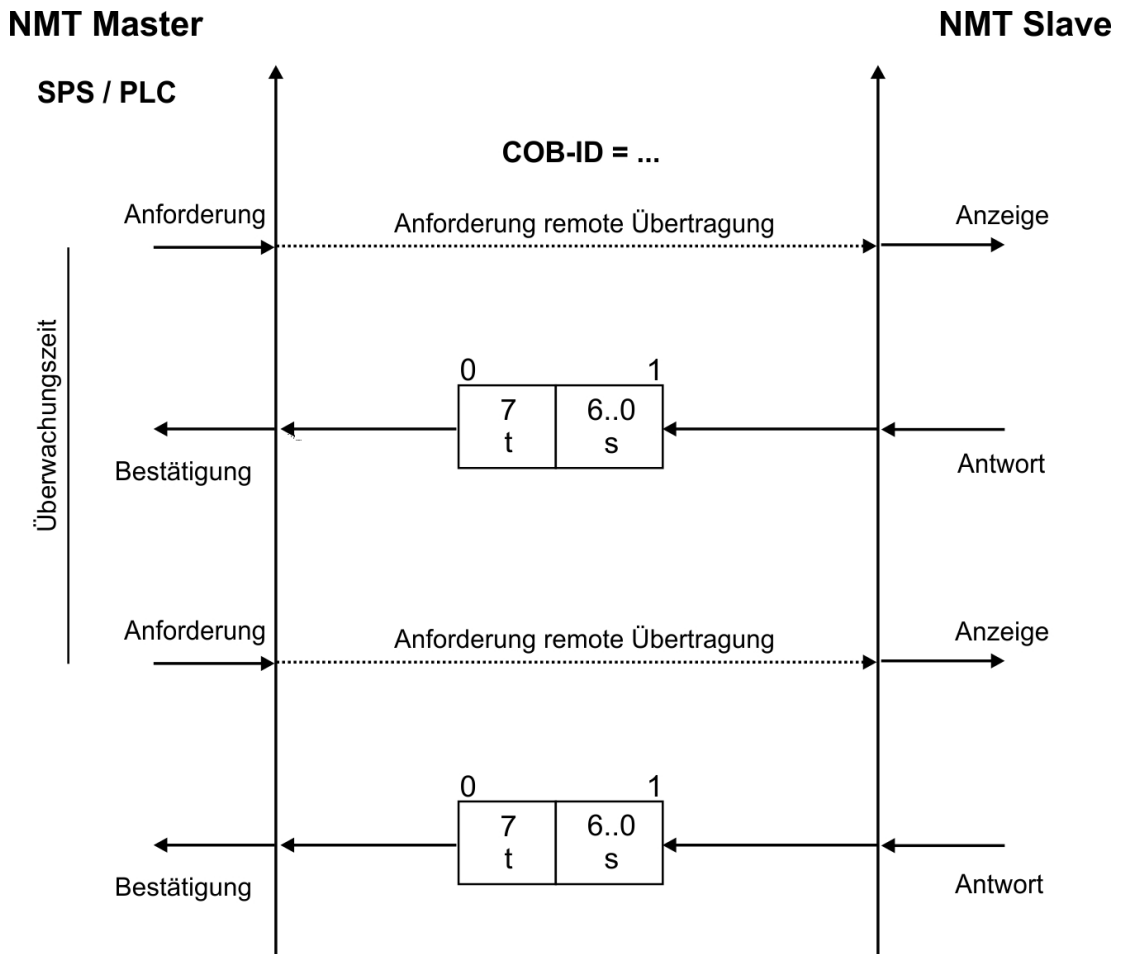 NMT Master
NMT Slave
SPS / PLC
COB-ID = ...
Anforderung
Anforderung remote Übertragung
Anzeige
Überwachungszeit
0 1
7 6..0
t s
Bestätigung
Antwort
Anforderung
Anforderung remote Übertragung
Anzeige
0 1
7 6..0
t s
Bestätigung
Antwort